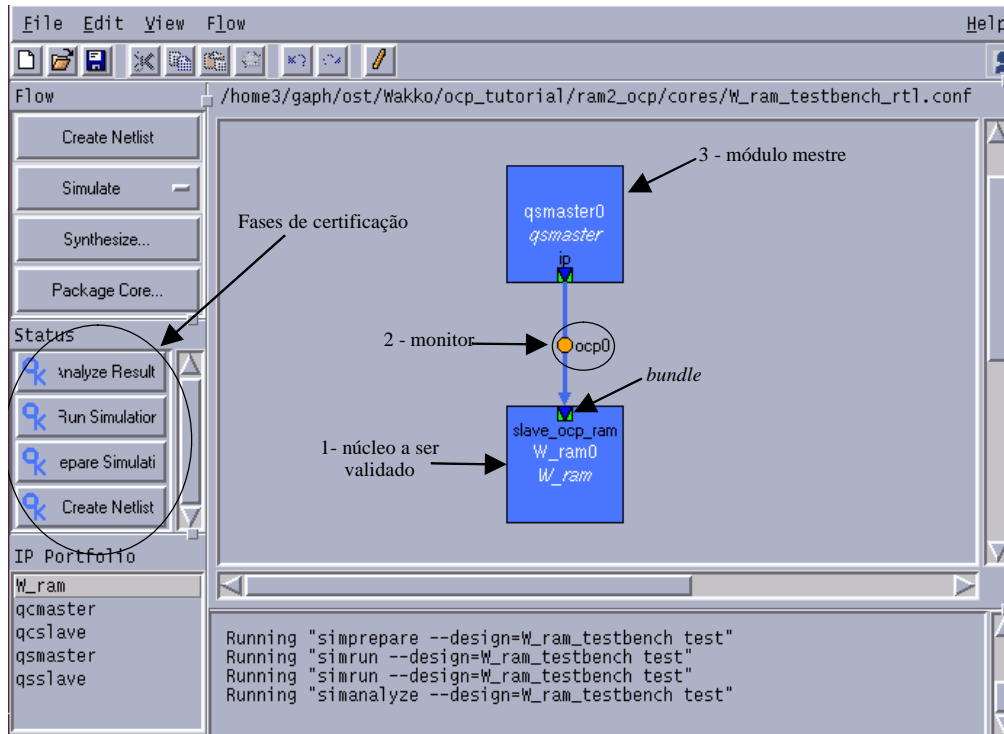 File Edit View Flow Help
Flow
/home3/gaph/ost/Wakko/ocp_tutorial/ram2_ocp/cores/W_ram_testbench_rtl.conf
Create Netlist
Simulate
Synthesize...
Package Core...
Fases de certificação
3 - módulo mestre
qsmaster0
qsmaster
ip
2 - monitor
ocp0
bundle
slave_ocp_ram
W_ram0
W_ram
1- núcleo a ser
validado
Status
Analyze Result
Run Simulation
epare Simulati
Create Netlist
IP Portfolio
W_ram
qcmaster
qcslave
qsmaster
qsslave
Running "simprepare --design=W_ram_testbench test"
Running "simrun --design=W_ram_testbench test"
Running "simrun --design=W_ram_testbench test"
Running "simanalyze --design=W_ram_testbench test"